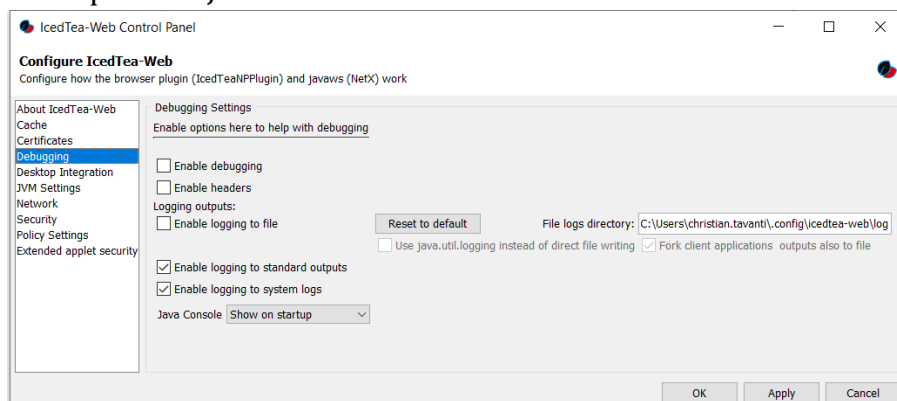 IcedTea-Web Control Panel
Configure IcedTea-Web
Configure how the browser plugin (IcedTeaNPPlugin) and javaws (NetX) work
About IcedTea-Web
Cache
Certificates
Debugging
Desktop Integration
JVM Settings
Network
Security
Policy Settings
Extended applet security
Debugging Settings
Enable options here to help with debugging
Enable debugging
Enable headers
Logging outputs:
Enable logging to file Reset to default File logs directory: C:\Users\christian.tavanti\.config\icedtea-web\log
Use java.util.logging instead of direct file writing Fork client applications outputs also to file
Enable logging to standard outputs
Enable logging to system logs
Java Console Show on startup
OK Apply Cancel